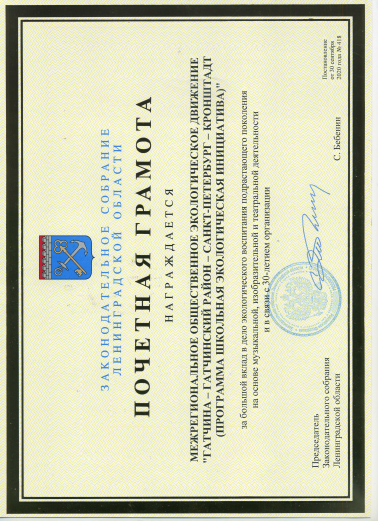 ЗАКОНОДАТЕЛЬНОЕ СОБРАНИЕ
ЛЕНИНГРАДСКОЙ ОБЛАСТИ
ПОЧЕТНАЯ ГРАМОТА
НАГРАЖДАЕТСЯ
МЕЖРЕГИОНАЛЬНОЕ ОБЩЕСТВЕННОЕ ЭКОЛОГИЧЕСКОЕ ДВИЖЕНИЕ
"ГАТЧИНА – ГАТЧИНСКИЙ РАЙОН – САНКТ-ПЕТЕРБУРГ – КРОНШТАДТ
(ПРОГРАММА ШКОЛЬНАЯ ЭКОЛОГИЧЕСКАЯ ИНИЦИАТИВА)"
за большой вклад в дело экологического воспитания подрастающего поколения
на основе музыкальной, изобразительной и театральной деятельности
и в связи с 30-летием организации
Председатель
Законодательного собрания
Ленинградской области
С. Бебенин
Постановление
от 30 сентября
2020 года № 418